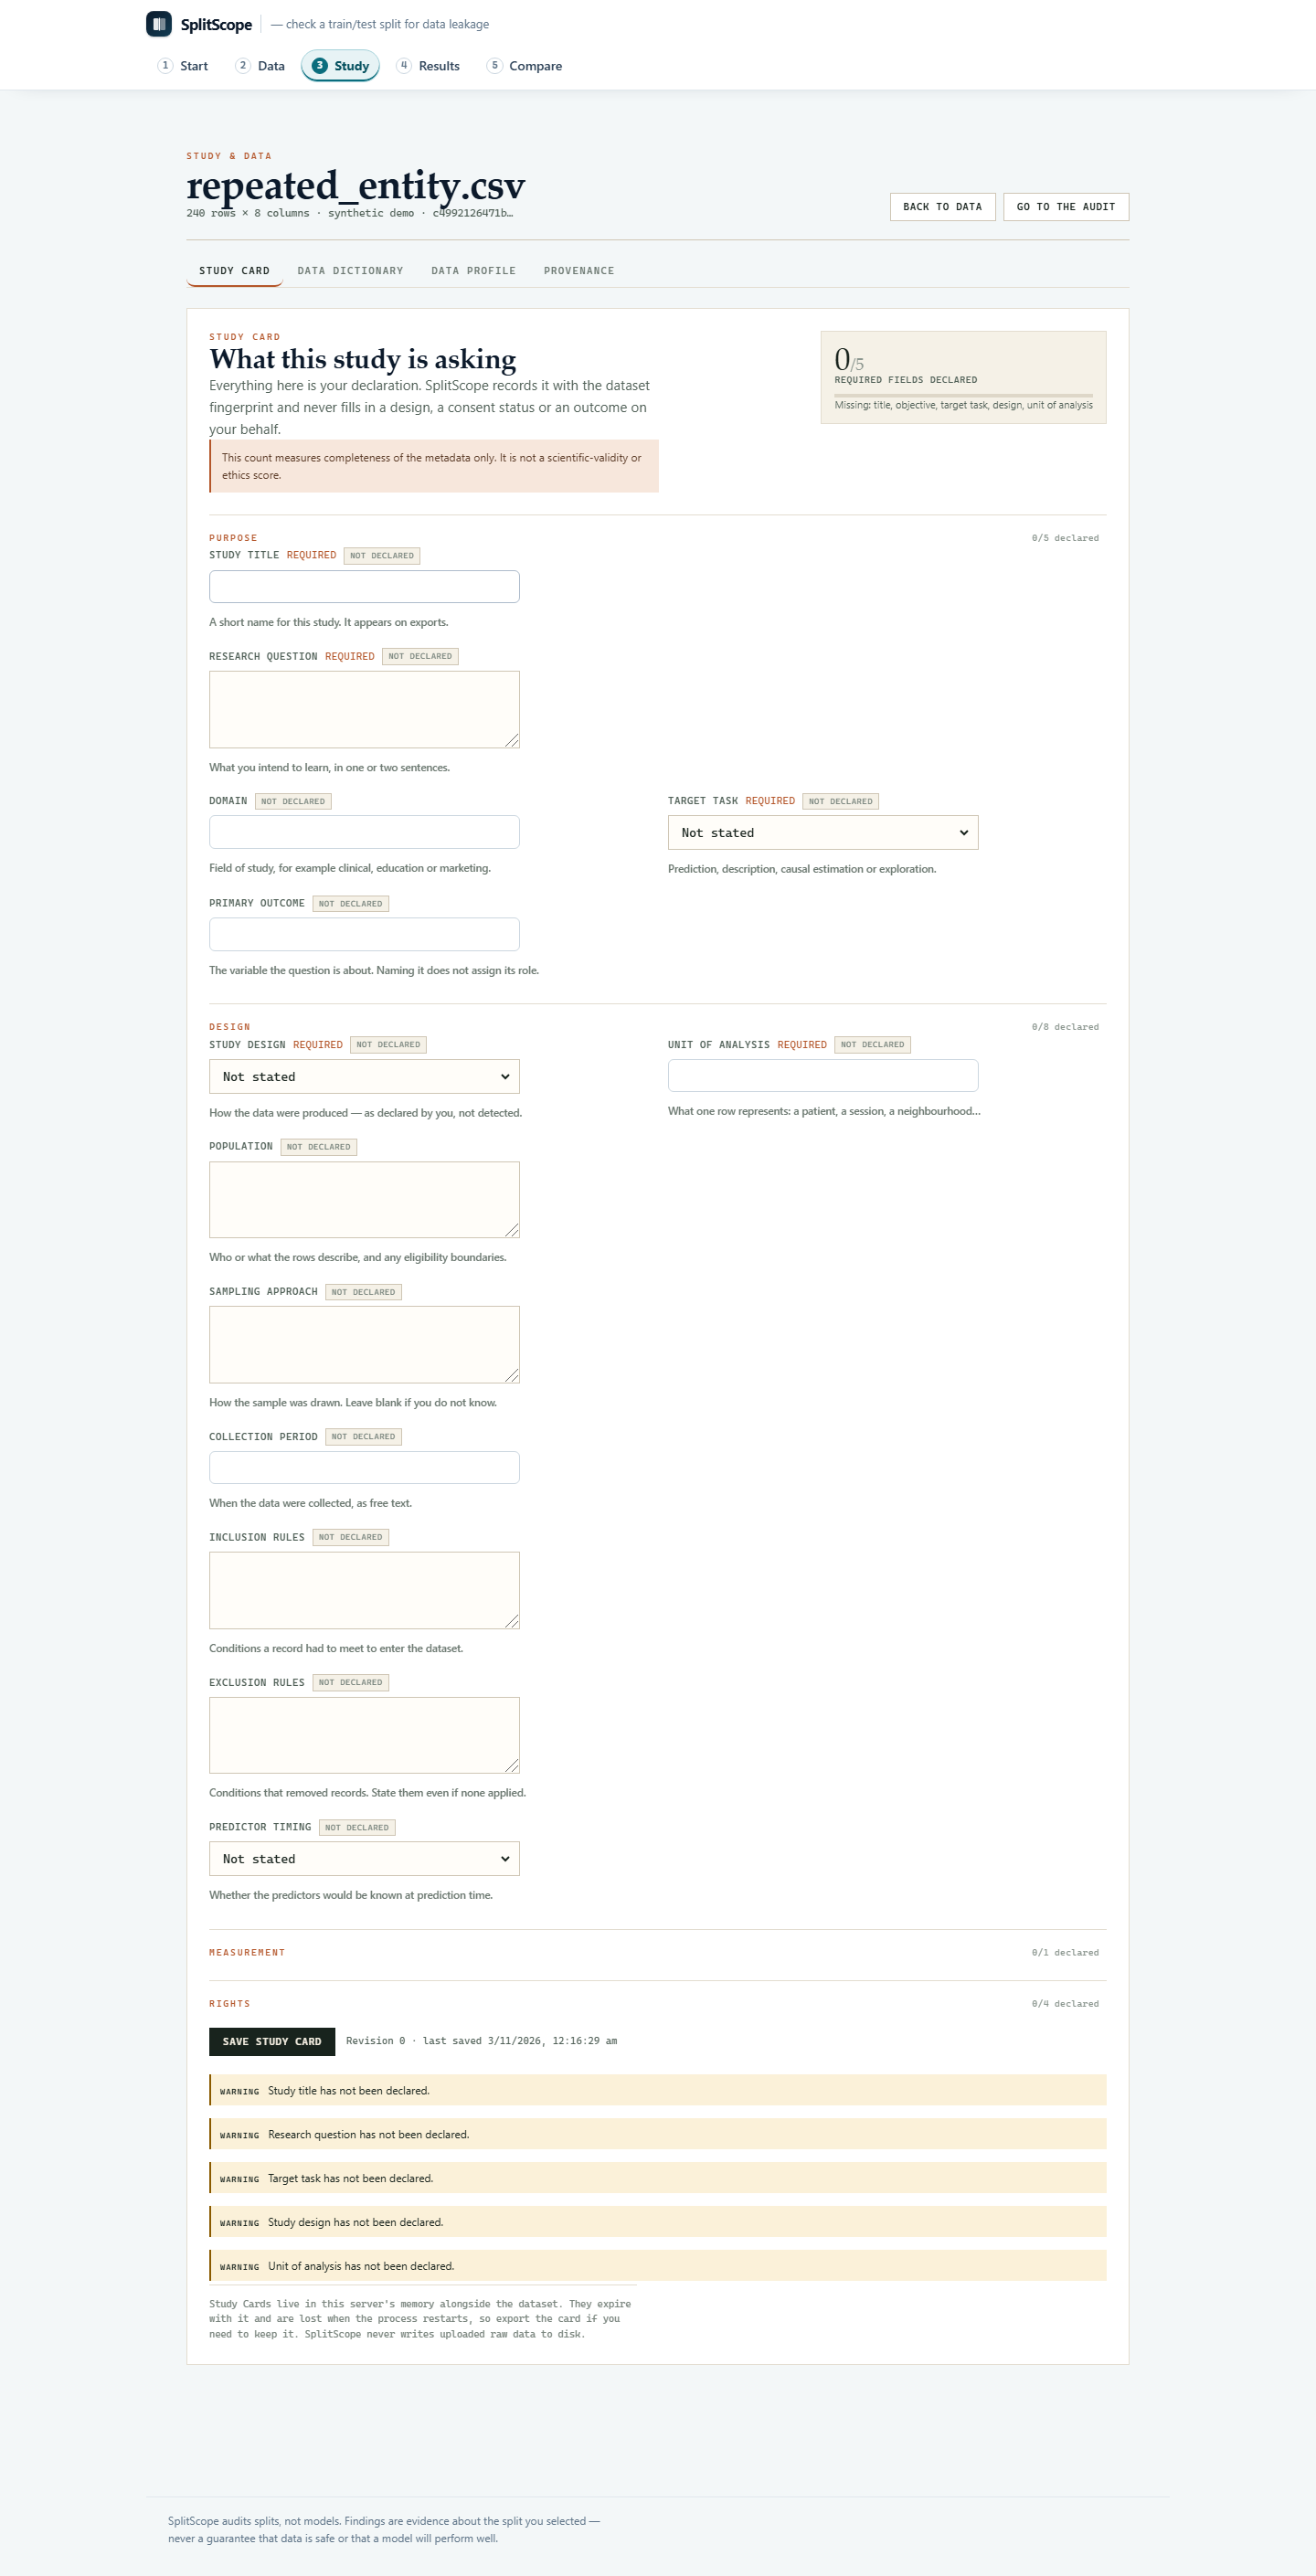 SplitScope — check a train/test split for data leakage
1 Start 2 Data 3 Study 4 Results 5 Compare
STUDY & DATA
repeated_entity.csv
240 rows × 8 columns · synthetic demo · c4992126471b…
BACK TO DATA GO TO THE AUDIT
STUDY CARD DATA DICTIONARY DATA PROFILE PROVENANCE
STUDY CARD
What this study is asking
Everything here is your declaration. SplitScope records it with the dataset
fingerprint and never fills in a design, a consent status or an outcome on
your behalf.
This count measures completeness of the metadata only. It is not a scientific-validity or
ethics score.
0/5
REQUIRED FIELDS DECLARED
Missing: title, objective, target task, design, unit of analysis
PURPOSE 0/5 declared
STUDY TITLE REQUIRED NOT DECLARED
A short name for this study. It appears on exports.
RESEARCH QUESTION REQUIRED NOT DECLARED
What you intend to learn, in one or two sentences.
DOMAIN NOT DECLARED
Field of study, for example clinical, education or marketing.
TARGET TASK REQUIRED NOT DECLARED
Not stated
Prediction, description, causal estimation or exploration.
PRIMARY OUTCOME NOT DECLARED
The variable the question is about. Naming it does not assign its role.
DESIGN 0/8 declared
STUDY DESIGN REQUIRED NOT DECLARED
Not stated
How the data were produced — as declared by you, not detected.
UNIT OF ANALYSIS REQUIRED NOT DECLARED
What one row represents: a patient, a session, a neighbourhood…
POPULATION NOT DECLARED
Who or what the rows describe, and any eligibility boundaries.
SAMPLING APPROACH NOT DECLARED
How the sample was drawn. Leave blank if you do not know.
COLLECTION PERIOD NOT DECLARED
When the data were collected, as free text.
INCLUSION RULES NOT DECLARED
Conditions a record had to meet to enter the dataset.
EXCLUSION RULES NOT DECLARED
Conditions that removed records. State them even if none applied.
PREDICTOR TIMING NOT DECLARED
Not stated
Whether the predictors would be known at prediction time.
MEASUREMENT 0/1 declared
RIGHTS 0/4 declared
SAVE STUDY CARD Revision 0 · last saved 3/11/2026, 12:16:29 am
WARNING Study title has not been declared.
WARNING Research question has not been declared.
WARNING Target task has not been declared.
WARNING Study design has not been declared.
WARNING Unit of analysis has not been declared.
Study Cards live in this server's memory alongside the dataset. They expire
with it and are lost when the process restarts, so export the card if you
need to keep it. SplitScope never writes uploaded raw data to disk.
SplitScope audits splits, not models. Findings are evidence about the split you selected —
never a guarantee that data is safe or that a model will perform well.